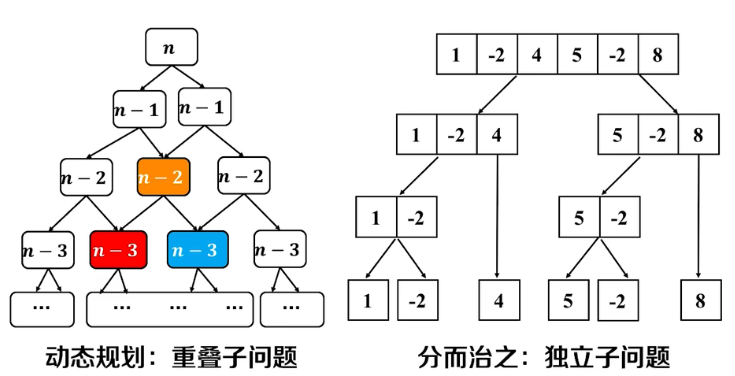 n
n − 1 n − 1
n − 2 n − 2 n − 2
n − 3 n − 3 n − 3 n − 3
... ... ... ... ...
动态规划：重叠子问题
1 -2 4 5 -2 8
1 -2 4 5 -2 8
1 -2 5 -2
1 -2 4 5 -2 8
分而治之：独立子问题